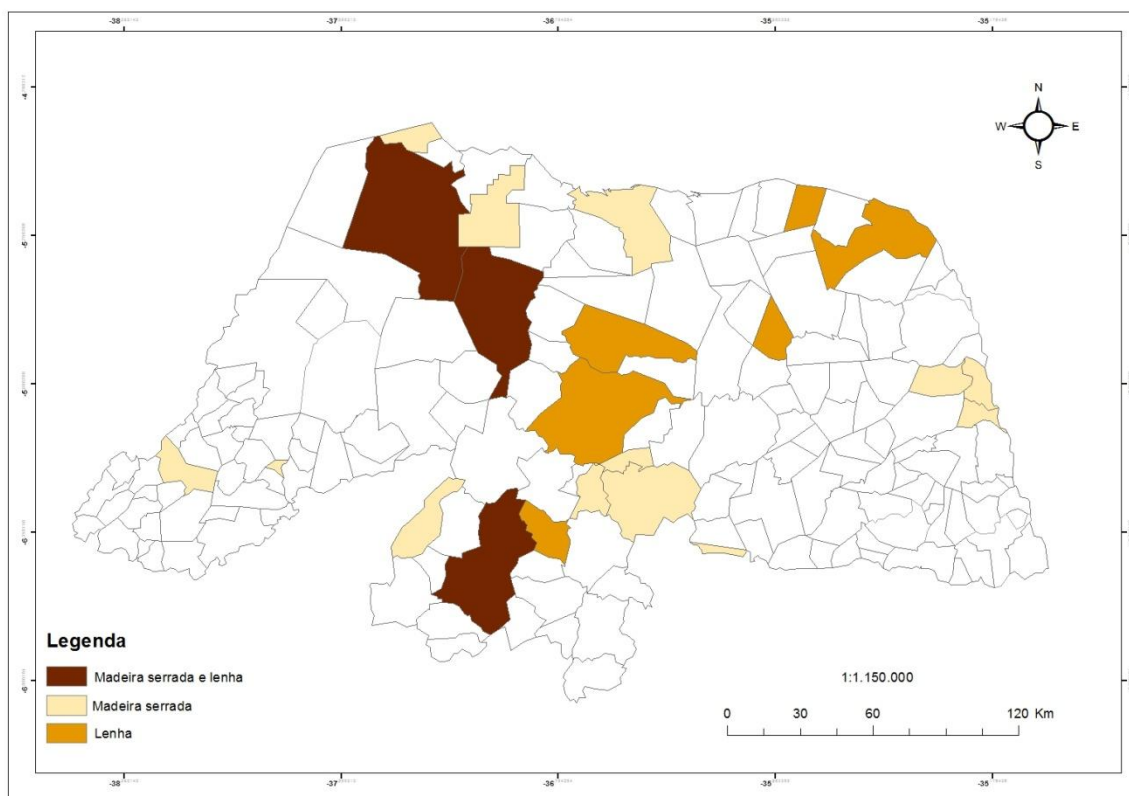 -38 -37 -36 -35 -35
-4
-5
-5
-6
-6
N
W E
S
Legenda
Madeira serrada e lenha
Madeira serrada
Lenha
1:1.150.000
0 30 60 120 Km
-38 -37 -36 -35 -35